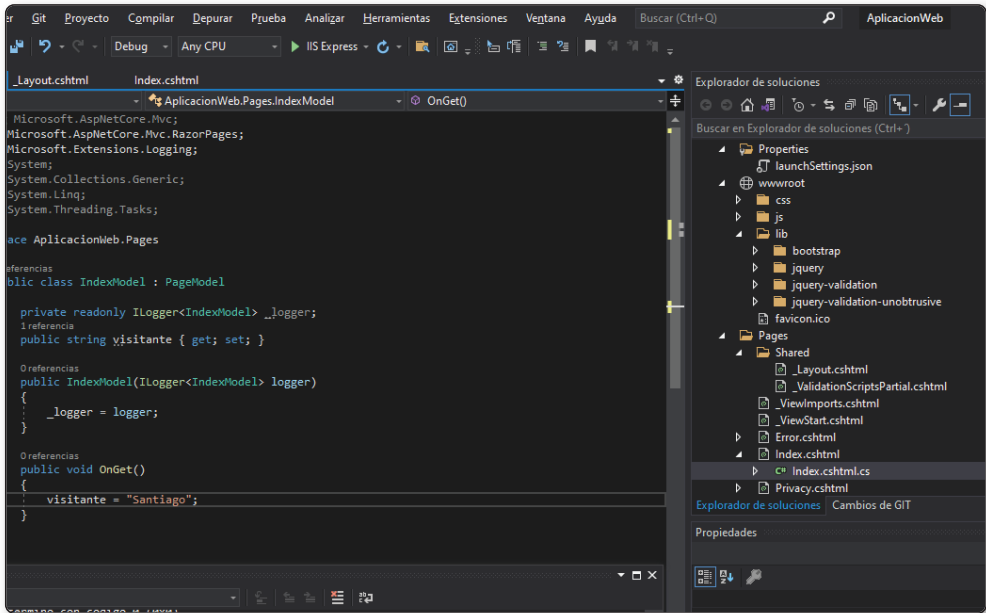 Git Proyecto Compilar Depurar Prueba Analizar Herramientas Extensiones Ventana Ayuda Buscar (Ctrl+Q) AplicacionWeb
Debug Any CPU IIS Express
_Layout.cshtml Index.cshtml
AplicacionWeb.Pages.IndexModel OnGet()
Microsoft.AspNetCore.Mvc;
Microsoft.AspNetCore.Mvc.RazorPages;
Microsoft.Extensions.Logging;
System;
System.Collections.Generic;
System.Linq;
System.Threading.Tasks;
ace AplicacionWeb.Pages
eferencias
blic class IndexModel : PageModel
private readonly ILogger<IndexModel> _logger;
1 referencia
public string visitante { get; set; }
0 referencias
public IndexModel(ILogger<IndexModel> logger)
{
_logger = logger;
}
0 referencias
public void OnGet()
{
visitante = "Santiago";
}
Explorador de soluciones
Buscar en Explorador de soluciones (Ctrl+´)
Properties
launchSettings.json
wwwroot
css
js
lib
bootstrap
jquery
jquery-validation
jquery-validation-unobtrusive
favicon.ico
Pages
Shared
_Layout.cshtml
_ValidationScriptsPartial.cshtml
_ViewImports.cshtml
_ViewStart.cshtml
Error.cshtml
Index.cshtml
C# Index.cshtml.cs
Privacy.cshtml
Explorador de soluciones Cambios de GIT
Propiedades